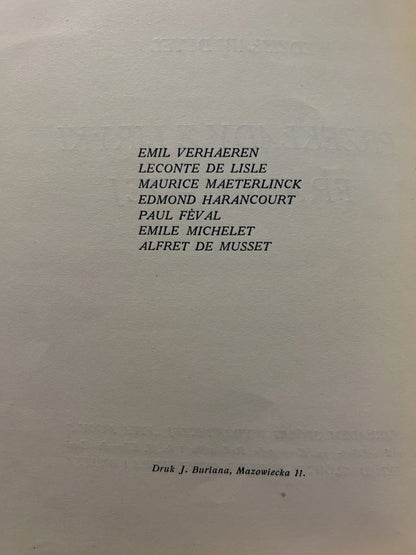 EMIL VERHAEREN
LECONTE DE LISLE
MAURICE MAETERLINCK
EDMOND HARANCOURT
PAUL FÈVAL
EMILE MICHELET
ALFRET DE MUSSET
Druk J. Buriana, Mazowiecka 11.